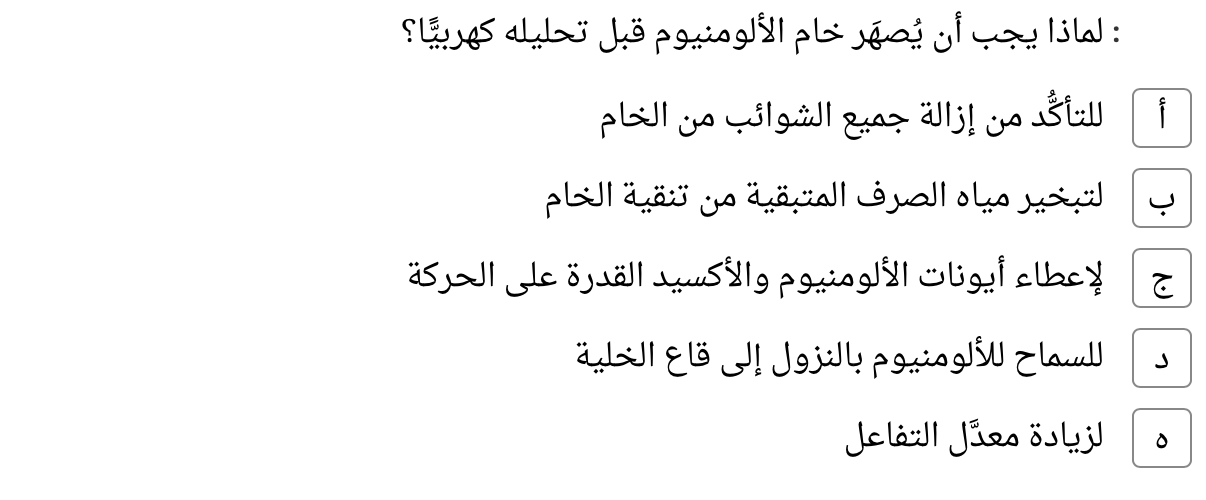 : لماذا يجب أن يُصهَر خام الألومنيوم قبل تحليله كهربيًّا؟
أ للتأكُّد من إزالة جميع الشوائب من الخام
ب لتبخير مياه الصرف المتبقية من تنقية الخام
ج لإعطاء أيونات الألومنيوم والأكسيد القدرة على الحركة
د للسماح للألومنيوم بالنزول إلى قاع الخلية
ه لزيادة معدَّل التفاعل